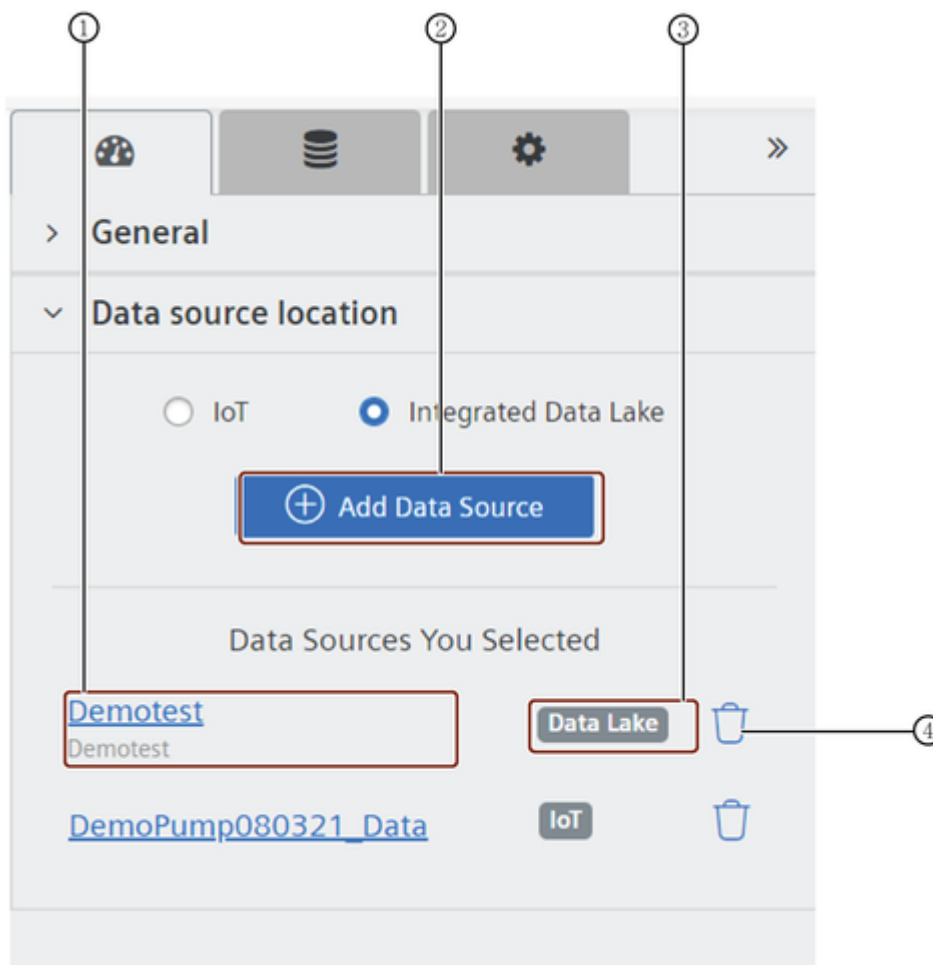 ① ② ③
General
Data source location
IoT Integrated Data Lake
Add Data Source
Data Sources You Selected
Demotest Data Lake
Demotest
④
DemoPump080321_Data IoT